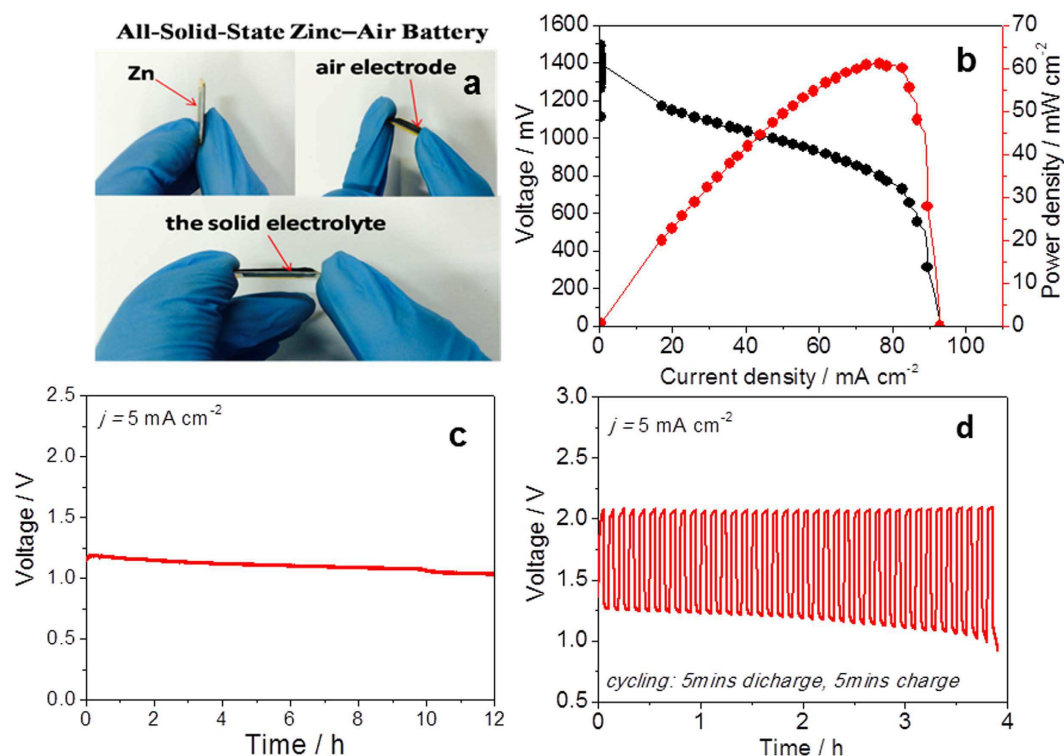 All-Solid-State Zinc–Air Battery
Zn
a
air electrode
the solid electrolyte
b
1600
1400
1200
1000
800
600
400
200
0
Voltage / mV
70
60
50
40
30
20
10
0
Power density / mW cm-2
0 20 40 60 80 100
Current density / mA cm-2
c
j = 5 mA cm-2
2.5
2.0
1.5
1.0
0.5
0.0
Voltage / V
0 2 4 6 8 10 12
Time / h
d
j = 5 mA cm-2
3.0
2.5
2.0
1.5
1.0
0.5
Voltage / V
cycling: 5mins dicharge, 5mins charge
0 1 2 3 4
Time / h